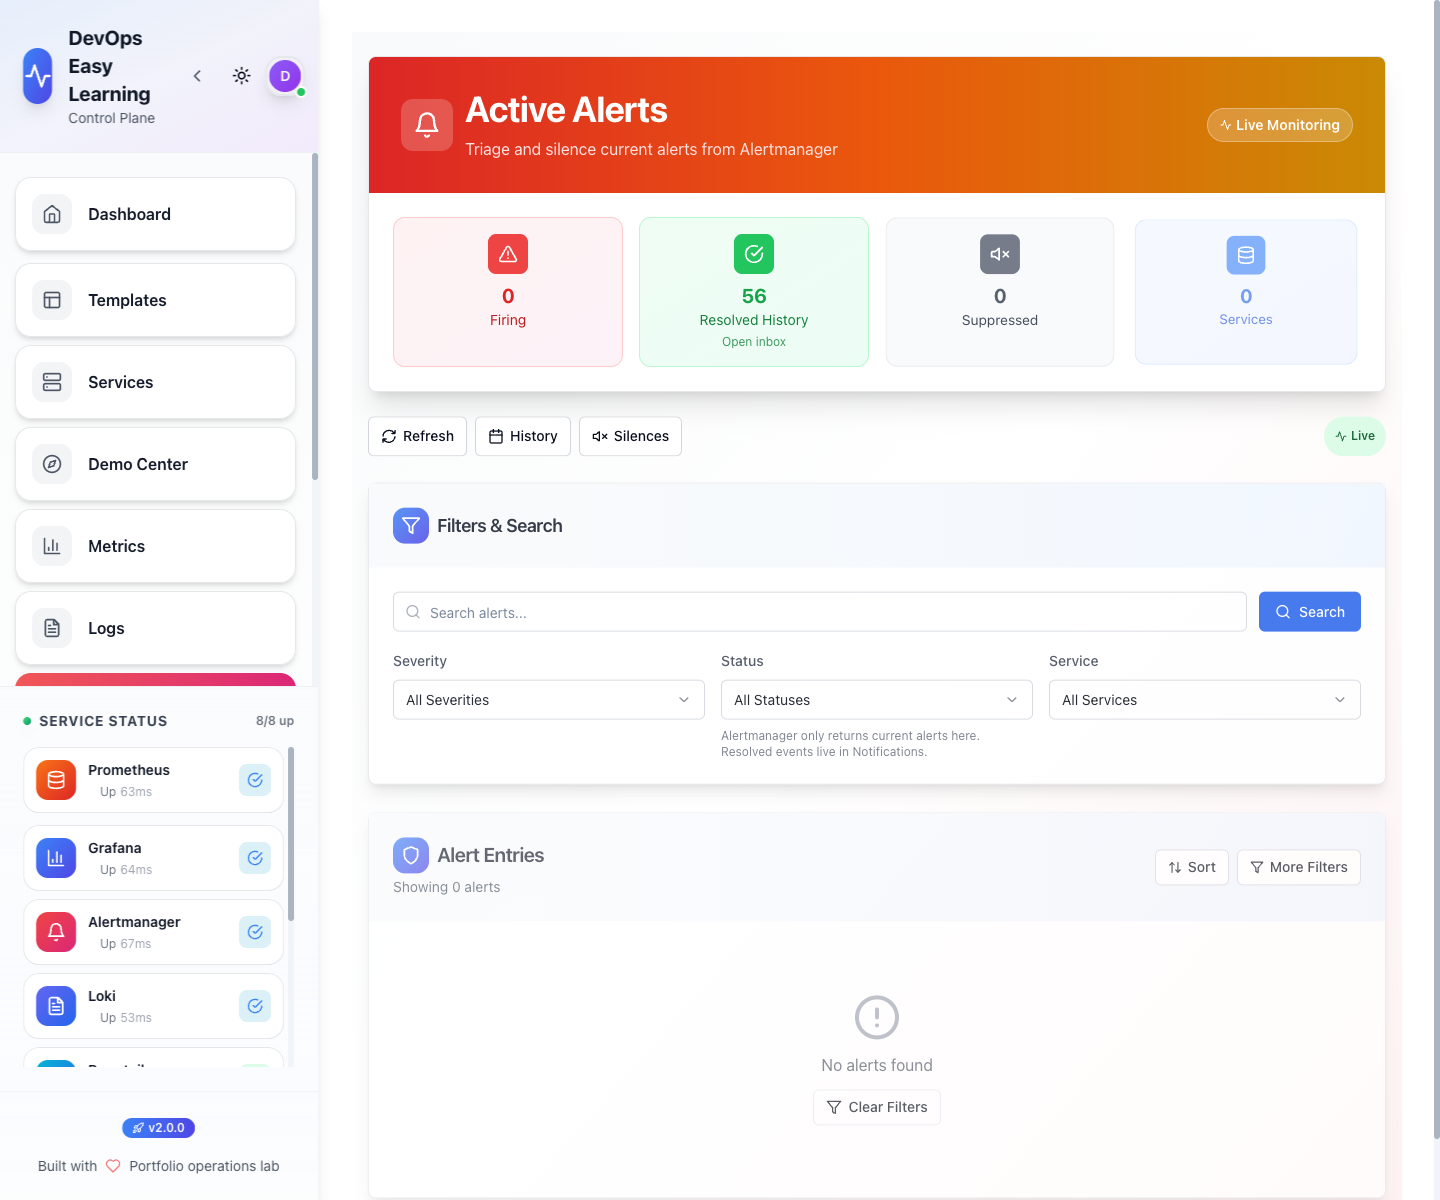 DevOps
Easy
Learning
Control Plane
D
Dashboard
Templates
Services
Demo Center
Metrics
Logs
SERVICE STATUS
8/8 up
Prometheus
Up 63ms
Grafana
Up 64ms
Alertmanager
Up 67ms
Loki
Up 53ms
v2.0.0
Built with Portfolio operations lab
Active Alerts
Triage and silence current alerts from Alertmanager
Live Monitoring
0
Firing
56
Resolved History
Open inbox
0
Suppressed
0
Services
Refresh
History
Silences
Live
Filters & Search
Search alerts...
Search
Severity
All Severities
Status
All Statuses
Alertmanager only returns current alerts here.
Resolved events live in Notifications.
Service
All Services
Alert Entries
Showing 0 alerts
Sort
More Filters
No alerts found
Clear Filters